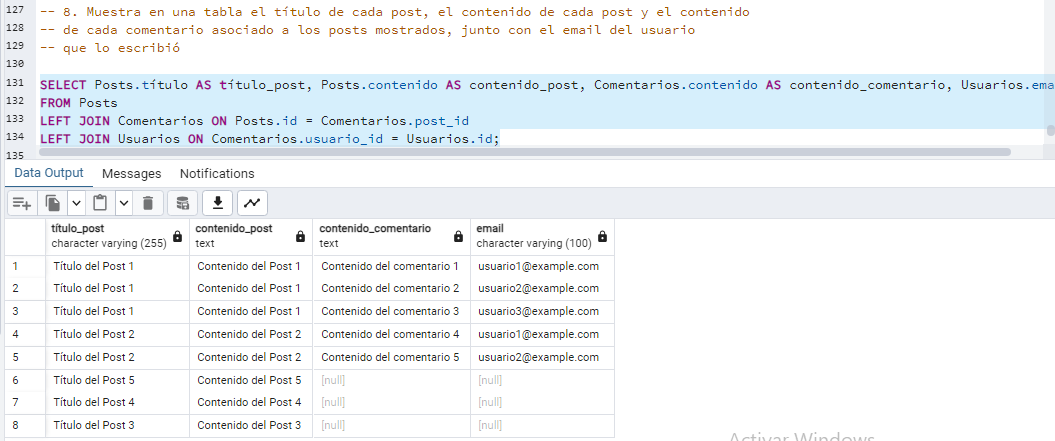 127 -- 8. Muestra en una tabla el título de cada post, el contenido de cada post y el contenido
128 -- de cada comentario asociado a los posts mostrados, junto con el email del usuario
129 -- que lo escribió
130
131 SELECT Posts.título AS título_post, Posts.contenido AS contenido_post, Comentarios.contenido AS contenido_comentario, Usuarios.ema
132 FROM Posts
133 LEFT JOIN Comentarios ON Posts.id = Comentarios.post_id
134 LEFT JOIN Usuarios ON Comentarios.usuario_id = Usuarios.id;
135
Data Output Messages Notifications
título_post contenido_post contenido_comentario email
character varying (255) text text character varying (100)
1 Título del Post 1 Contenido del Post 1 Contenido del comentario 1 usuario1@example.com
2 Título del Post 1 Contenido del Post 1 Contenido del comentario 2 usuario2@example.com
3 Título del Post 1 Contenido del Post 1 Contenido del comentario 3 usuario3@example.com
4 Título del Post 2 Contenido del Post 2 Contenido del comentario 4 usuario1@example.com
5 Título del Post 2 Contenido del Post 2 Contenido del comentario 5 usuario2@example.com
6 Título del Post 5 Contenido del Post 5 [null] [null]
7 Título del Post 4 Contenido del Post 4 [null] [null]
8 Título del Post 3 Contenido del Post 3 [null] [null]
Activar Windows